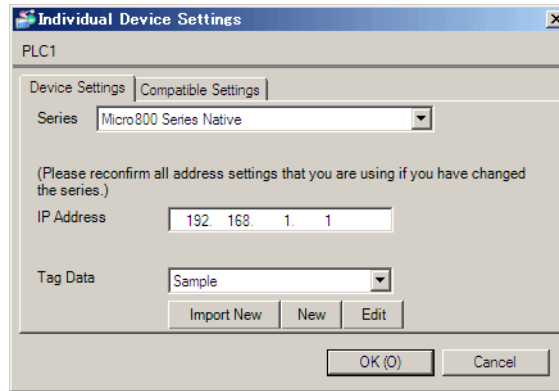 Individual Device Settings
PLC1
Device Settings Compatible Settings
Series Micro800 Series Native
(Please reconfirm all address settings that you are using if you have changed
the series.)
IP Address 192. 168. 1. 1
Tag Data Sample
Import New New Edit
OK (O) Cancel